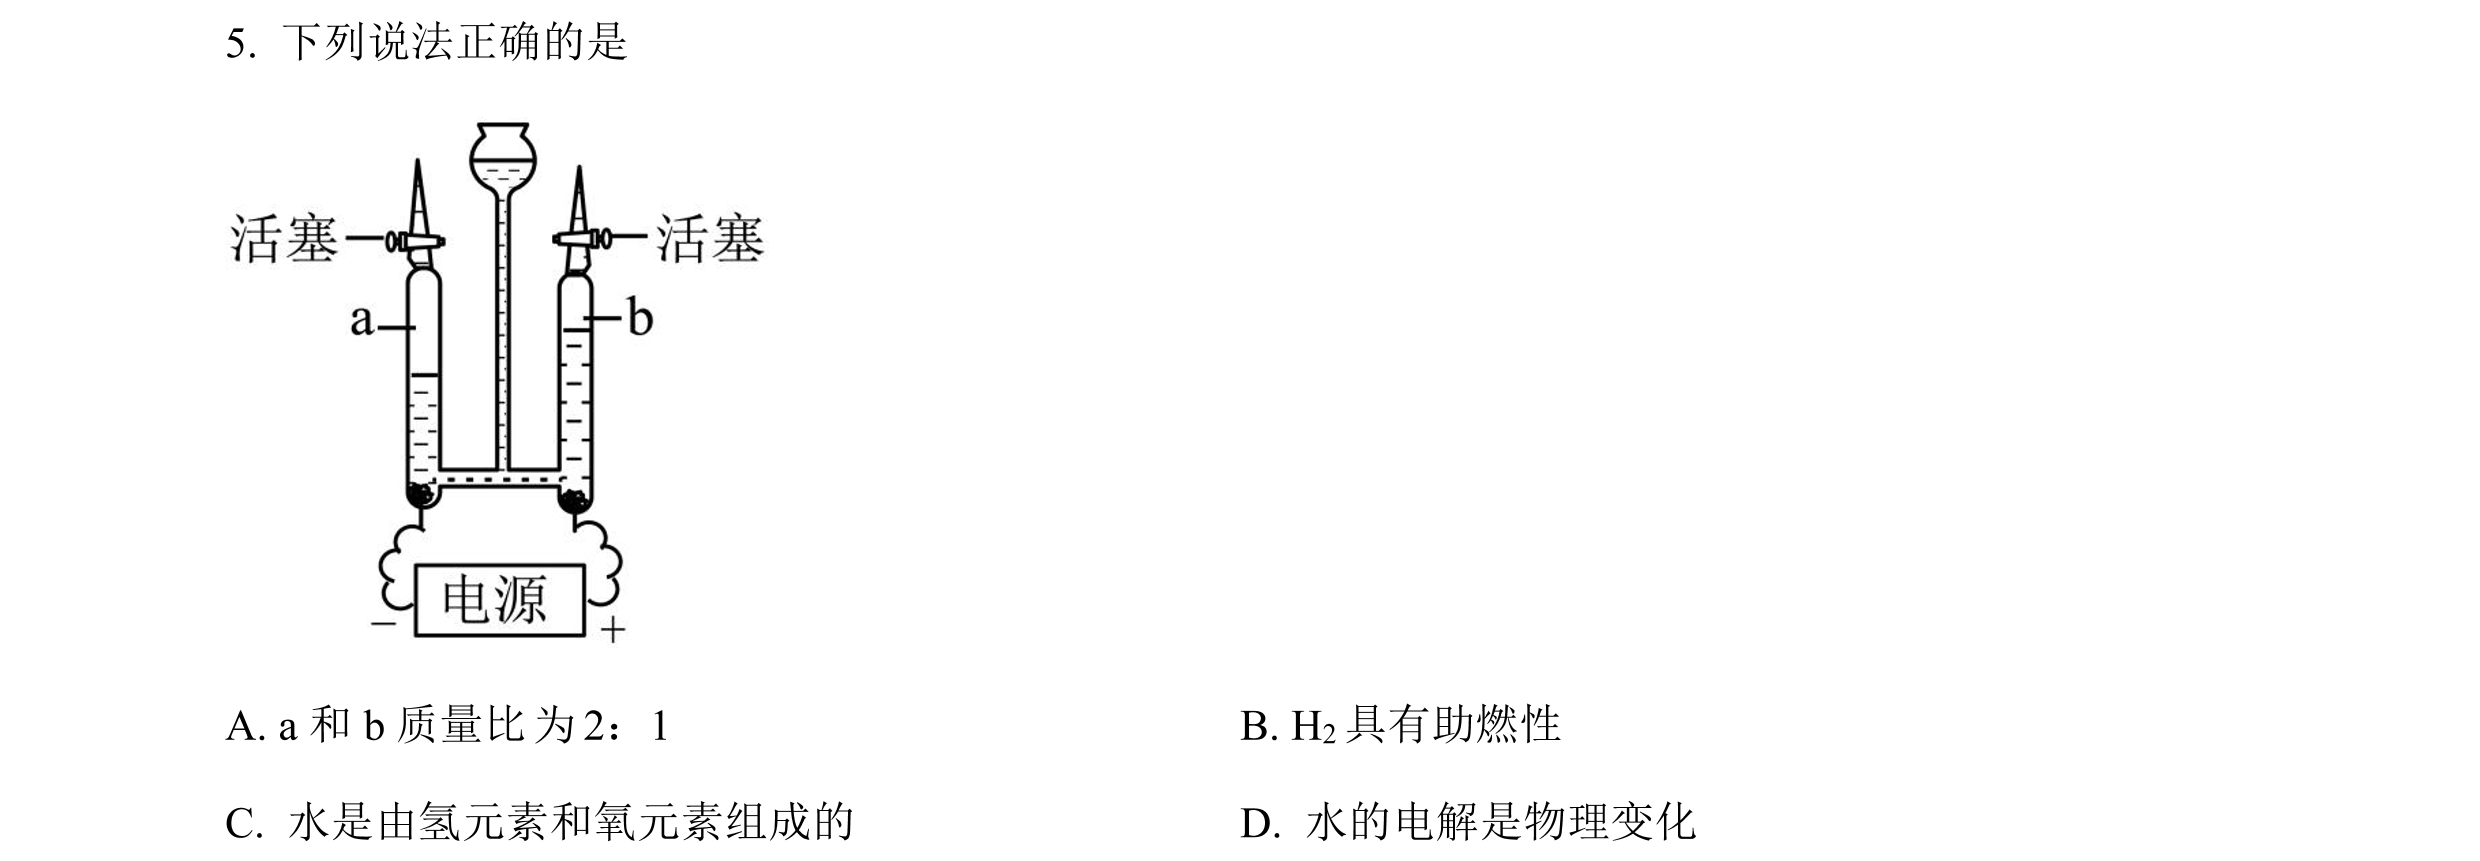 5. 下列说法正确的是
活塞
活塞
a
b
电源
−
+
A. a 和 b 质量比为 2：1
B. H₂ 具有助燃性
C. 水是由氢元素和氧元素组成的
D. 水的电解是物理变化